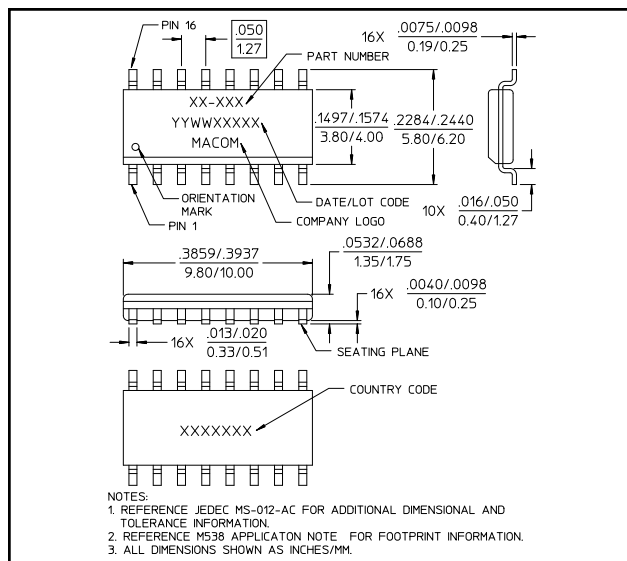 PIN 16
.050
1.27
16X .0075/.0098
0.19/0.25
PART NUMBER
XX-XXX
YYWWXXXXX
MACOM
.1497/.1574
3.80/4.00
.2284/.2440
5.80/6.20
ORIENTATION
MARK
PIN 1
DATE/LOT CODE
COMPANY LOGO
10X .016/.050
0.40/1.27
.3859/.3937
9.80/10.00
.0532/.0688
1.35/1.75
16X .0040/.0098
0.10/0.25
16X .013/.020
0.33/0.51
SEATING PLANE
COUNTRY CODE
XXXXXXX
NOTES:
1. REFERENCE JEDEC MS-012-AC FOR ADDITIONAL DIMENSIONAL AND
TOLERANCE INFORMATION.
2. REFERENCE M538 APPLICATON NOTE FOR FOOTPRINT INFORMATION.
3. ALL DIMENSIONS SHOWN AS INCHES/MM.